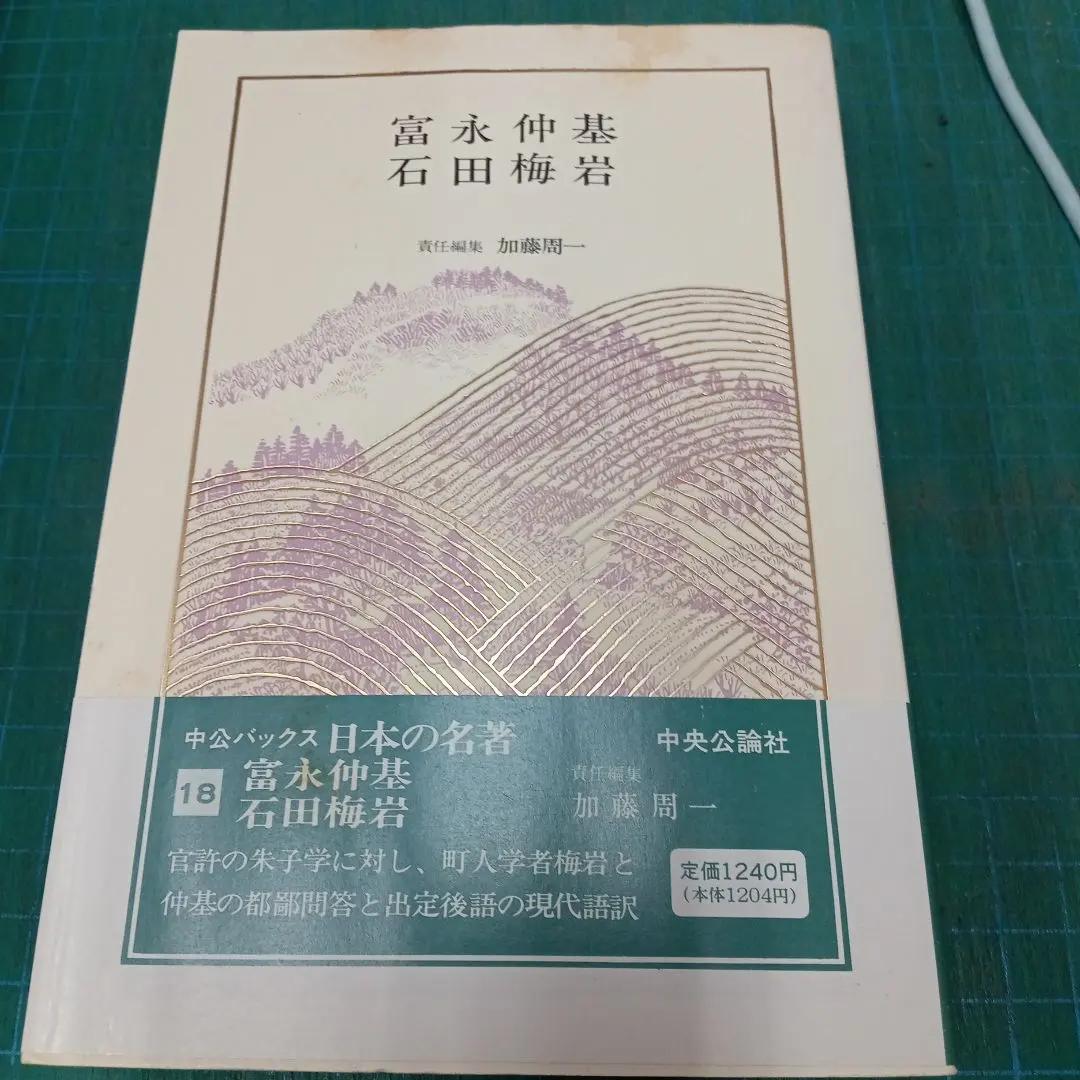 富永仲基
石田梅岩
責任編集 加藤周一
中公バックス 日本の名著
中央公論社
18
富永仲基
石田梅岩
責任編集
加藤周一
官許の朱子学に対し、町人学者梅岩と
仲基の都鄙問答と出定後語の現代語訳
定価1240円
(本体1204円)